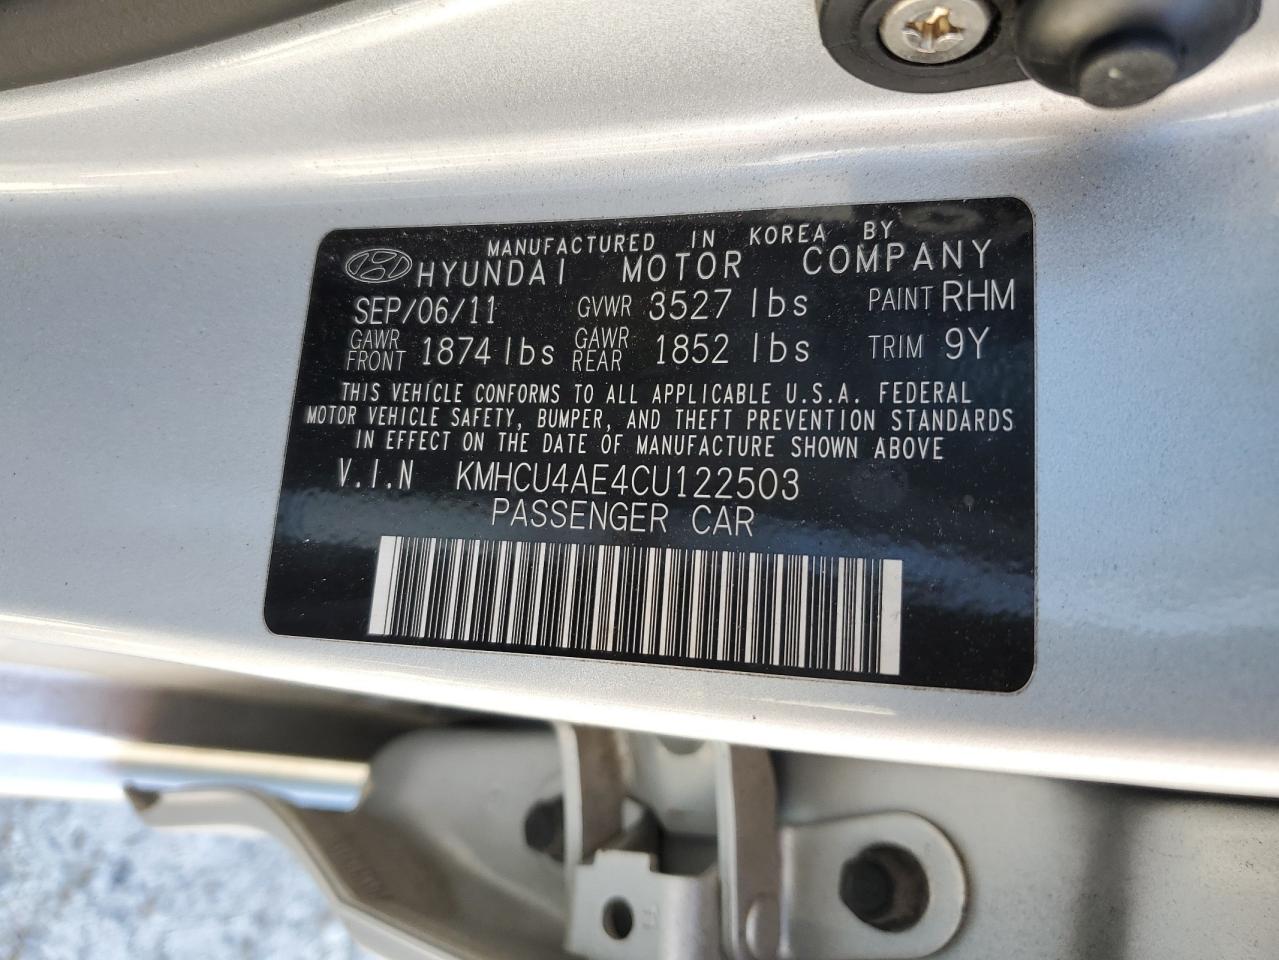 MANUFACTURED IN KOREA BY
HYUNDAI MOTOR COMPANY
SEP/06/11 GVWR 3527 lbs PAINT RHM
GAWR FRONT 1874 lbs GAWR REAR 1852 lbs TRIM 9Y
THIS VEHICLE CONFORMS TO ALL APPLICABLE U.S.A. FEDERAL
MOTOR VEHICLE SAFETY, BUMPER, AND THEFT PREVENTION STANDARDS
IN EFFECT ON THE DATE OF MANUFACTURE SHOWN ABOVE
V.I.N KMHCU4AE4CU122503
PASSENGER CAR